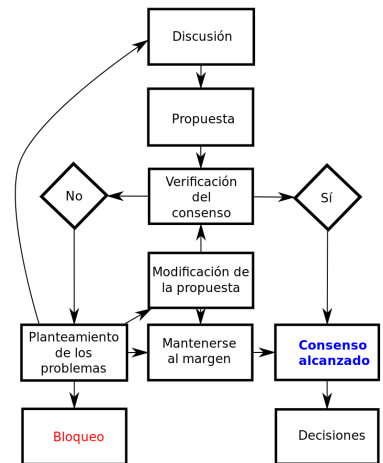 Discusión
Propuesta
Verificación
del
consenso
No
Sí
Modificación de
la propuesta
Planteamiento
de los
problemas
Mantenerse
al margen
Consenso
alcanzado
Bloqueo
Decisiones